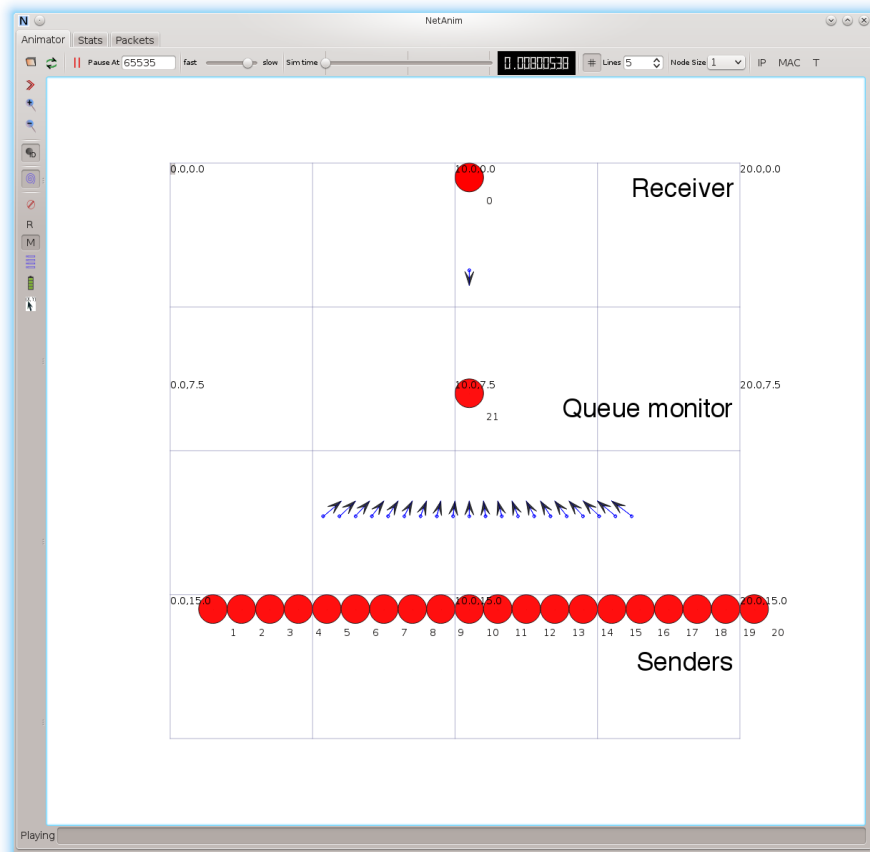 N NetAnim
Animator Stats Packets
Pause At 65535 fast slow Sim time 0.00800538 # Lines 5 Node Size 1 IP MAC T
R
M
0.0,0.0 10.0,0.0 20.0,0.0
Receiver
0
0.0,7.5 10.0,7.5 20.0,7.5
Queue monitor
21
0.0,15.0 10.0,15.0 20.0,15.0
1 2 3 4 5 6 7 8 9 10 11 12 13 14 15 16 17 18 19 20
Senders
Playing